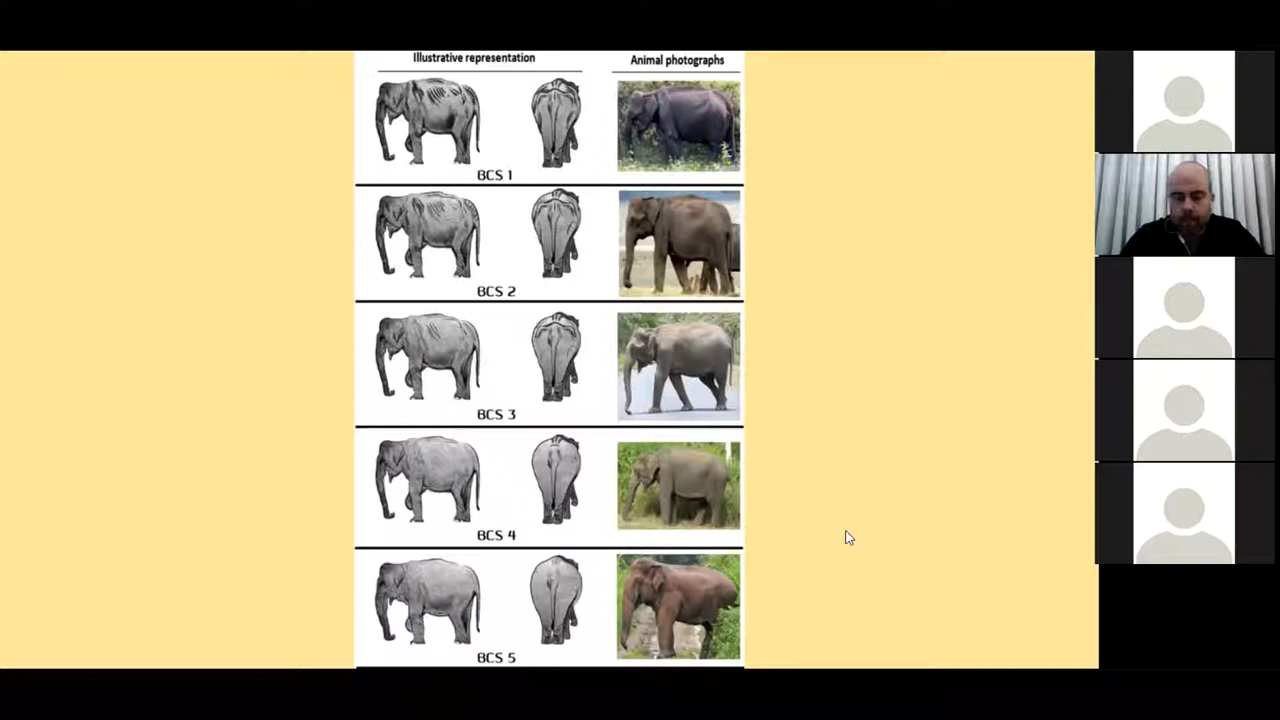 Illustrative representation
Animal photographs
BCS 1
BCS 2
BCS 3
BCS 4
BCS 5